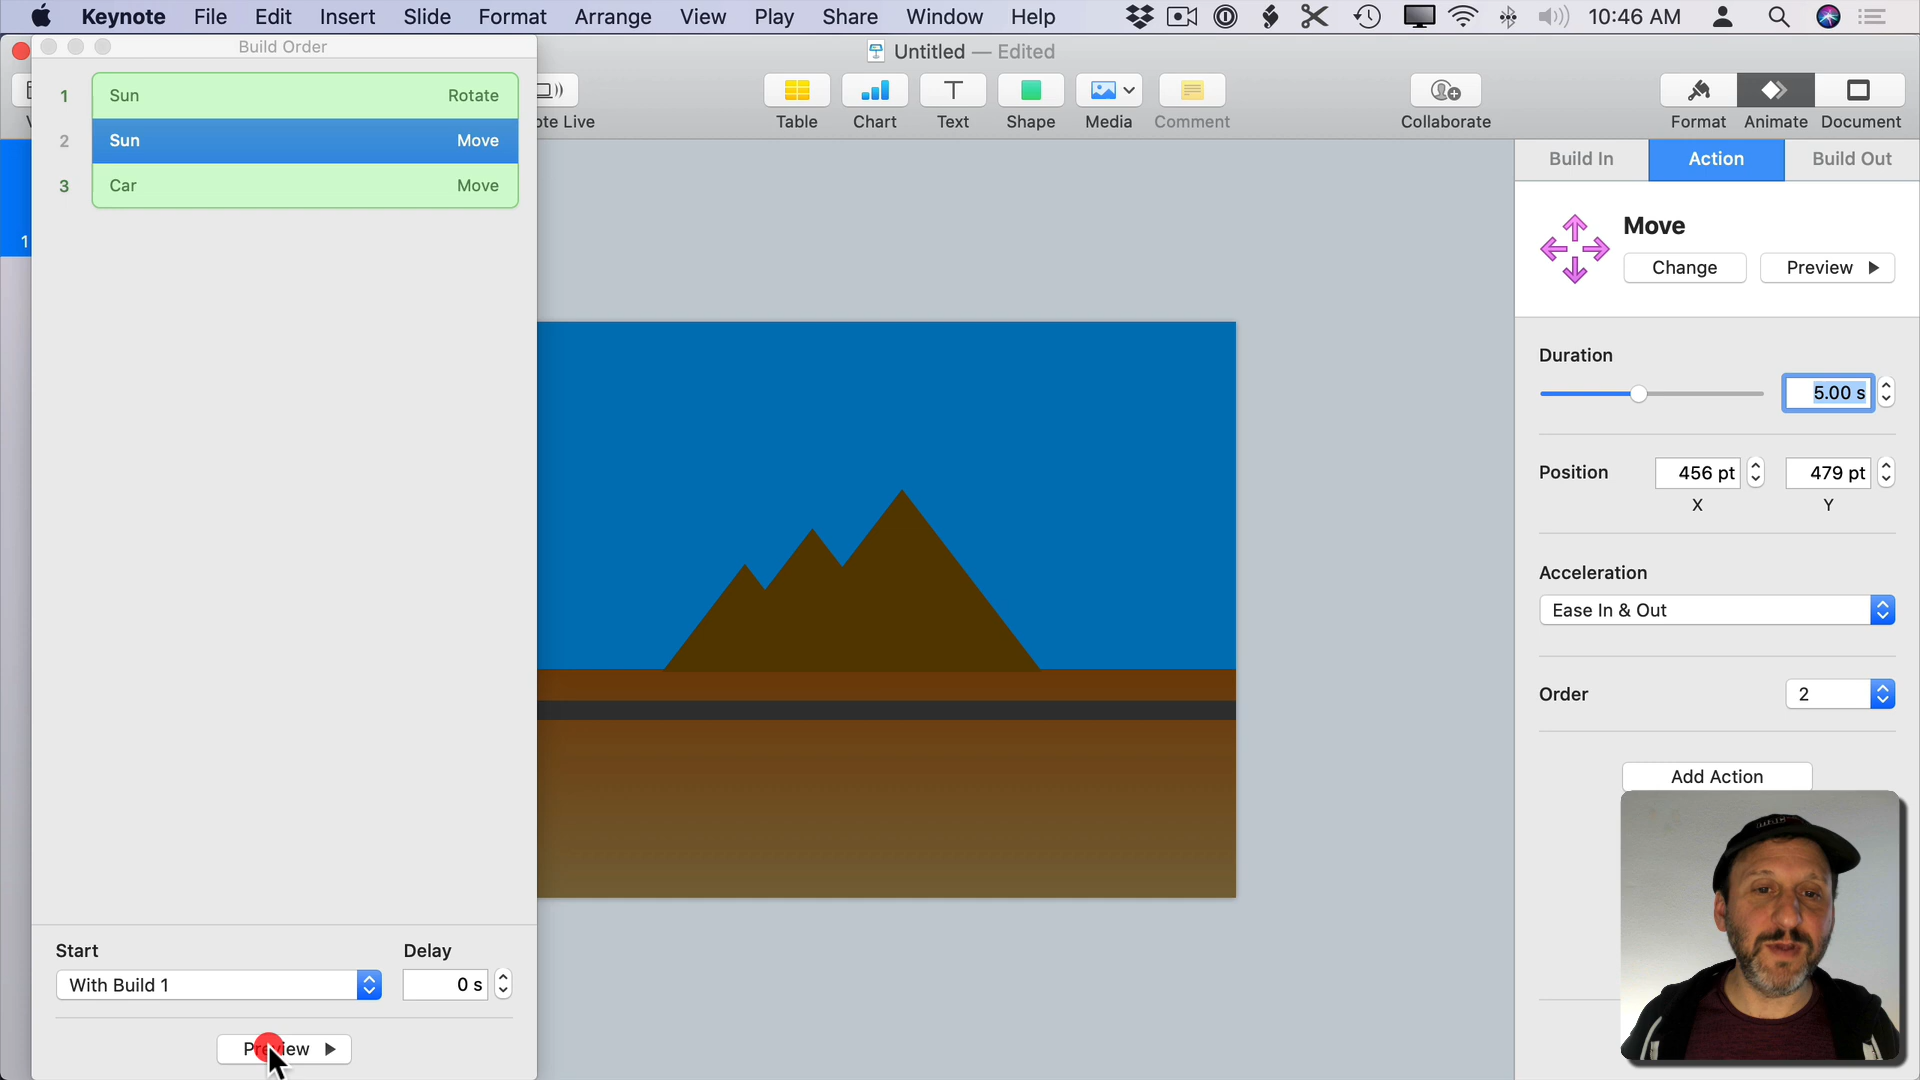 Keynote File Edit Insert Slide Format Arrange View Play Share Window Help 10:46 AM
Build Order
Untitled — Edited
1 Sun Rotate
2 Sun Move
3 Car Move
ote Live
Table
Chart
Text
Shape
Media
Comment
Collaborate
Format
Animate
Document
1
Build In
Action
Build Out
Move
Change
Preview
Duration
5.00 s
Position
456 pt
479 pt
X
Y
Acceleration
Ease In & Out
Order
2
Add Action
Start
Delay
With Build 1
0 s
Preview